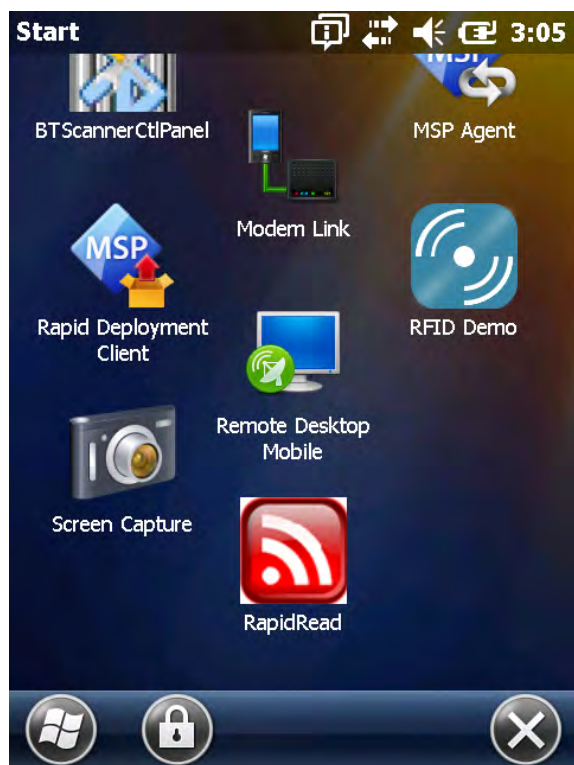 Start 3:05
MSP
BTScannerCtlPanel
MSP Agent
Modem Link
MSP
Rapid Deployment
Client
RFID Demo
Remote Desktop
Mobile
Screen Capture
RapidRead